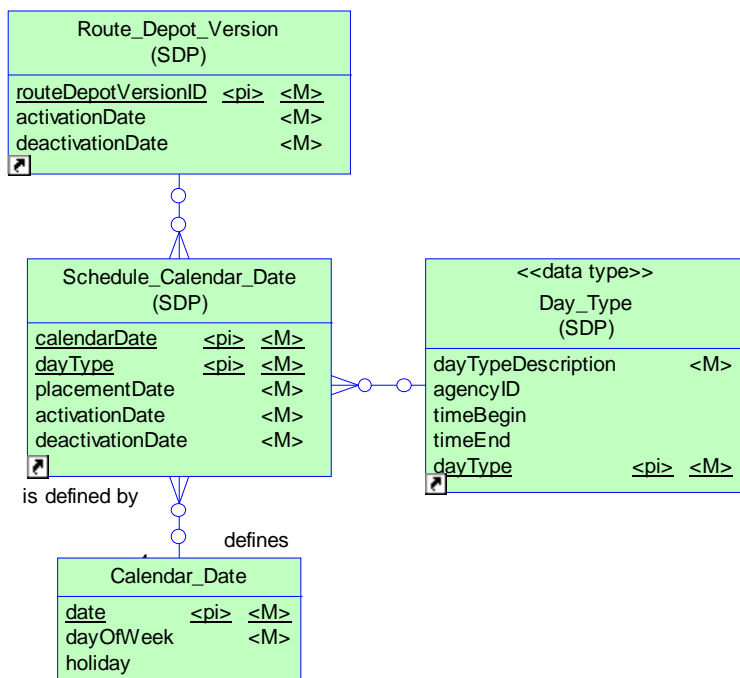 Route_Depot_Version
(SDP)
routeDepotVersionID <pi> <M>
activationDate <M>
deactivationDate <M>
Schedule_Calendar_Date
(SDP)
calendarDate <pi> <M>
dayType <pi> <M>
placementDate <M>
activationDate <M>
deactivationDate <M>
<<data type>>
Day_Type
(SDP)
dayTypeDescription <M>
agencyID
timeBegin
timeEnd
dayType <pi> <M>
is defined by
defines
Calendar_Date
date <pi> <M>
dayOfWeek <M>
holiday